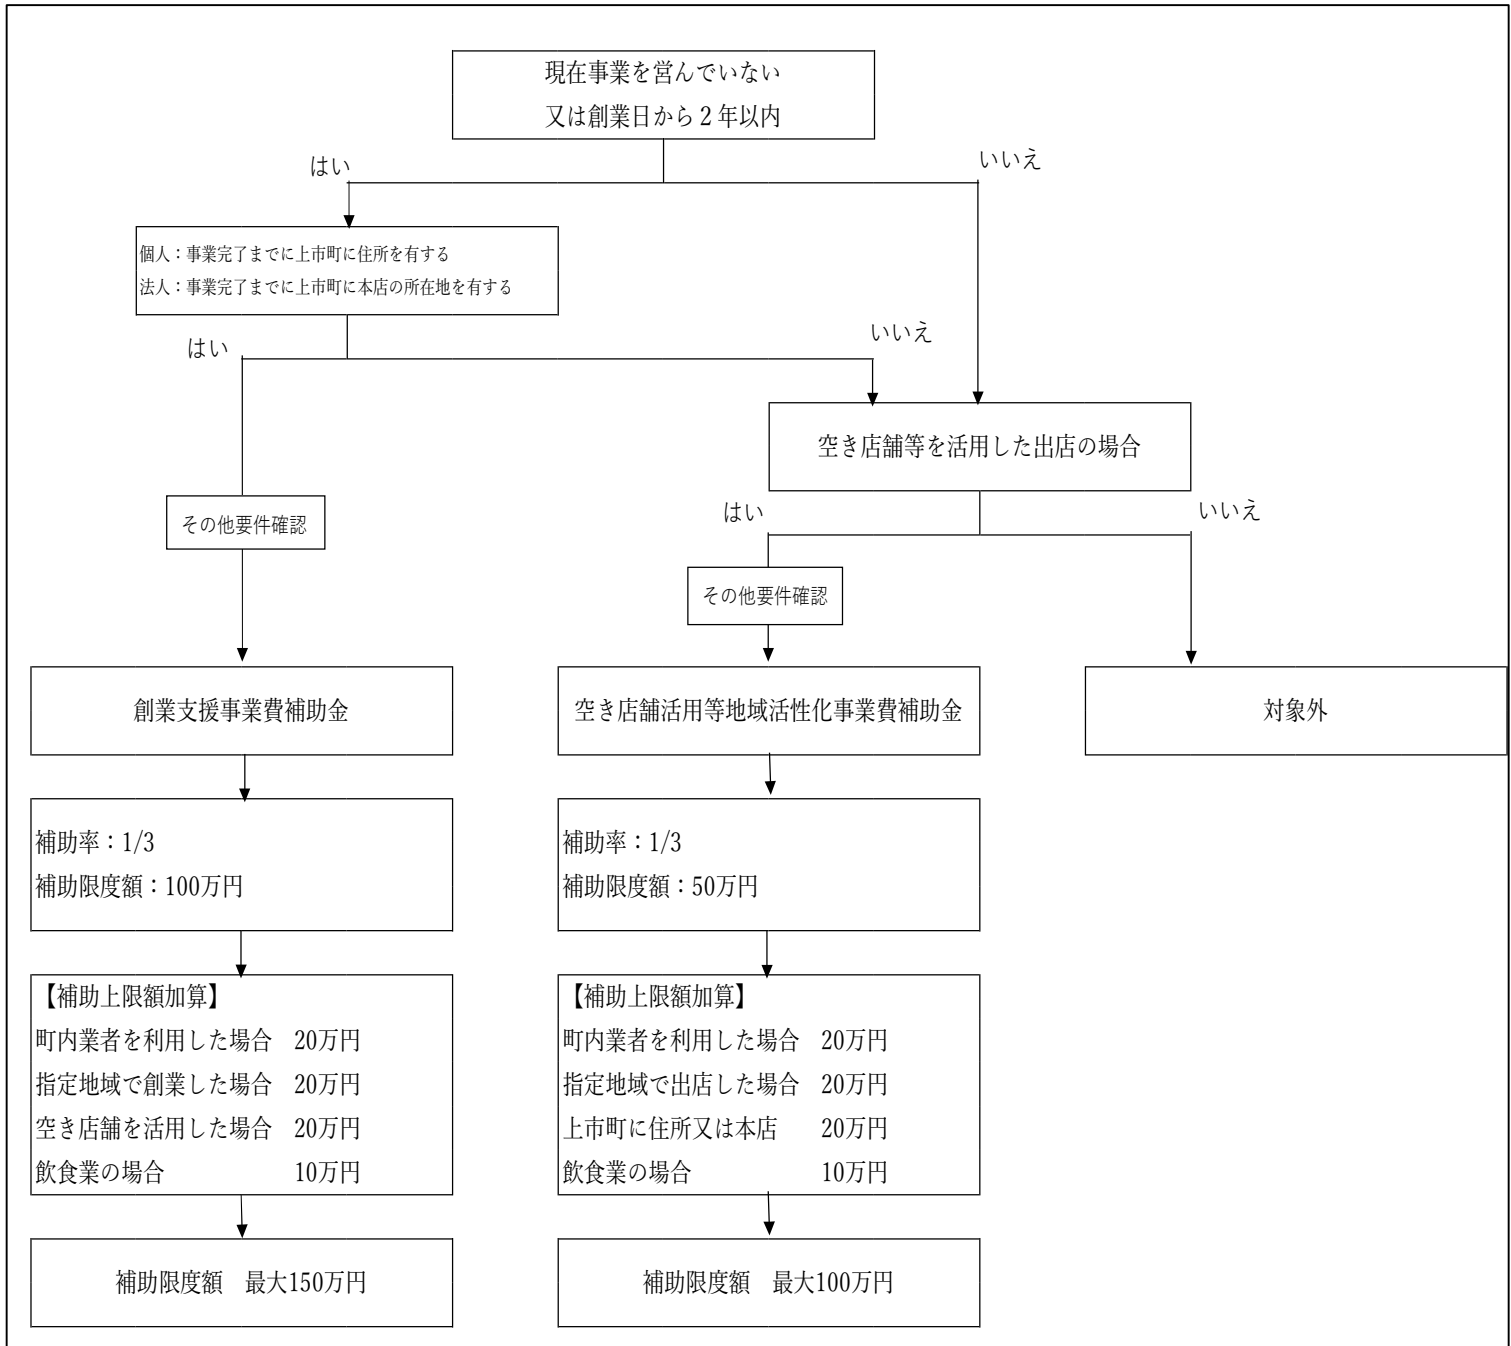 現在事業を営んでいない
又は創業日から２年以内
はい
いいえ
個人：事業完了までに上市町に住所を有する
法人：事業完了までに上市町に本店の所在地を有する
はい
いいえ
空き店舗等を活用した出店の場合
はい
いいえ
その他要件確認
その他要件確認
創業支援事業費補助金
空き店舗活用等地域活性化事業費補助金
対象外
補助率：1/3
補助限度額：100万円
補助率：1/3
補助限度額：50万円
【補助上限額加算】
町内業者を利用した場合　20万円
指定地域で創業した場合　20万円
空き店舗を活用した場合　20万円
飲食業の場合　　　　　　10万円
【補助上限額加算】
町内業者を利用した場合　20万円
指定地域で出店した場合　20万円
上市町に住所又は本店　　20万円
飲食業の場合　　　　　　10万円
補助限度額　最大150万円
補助限度額　最大100万円